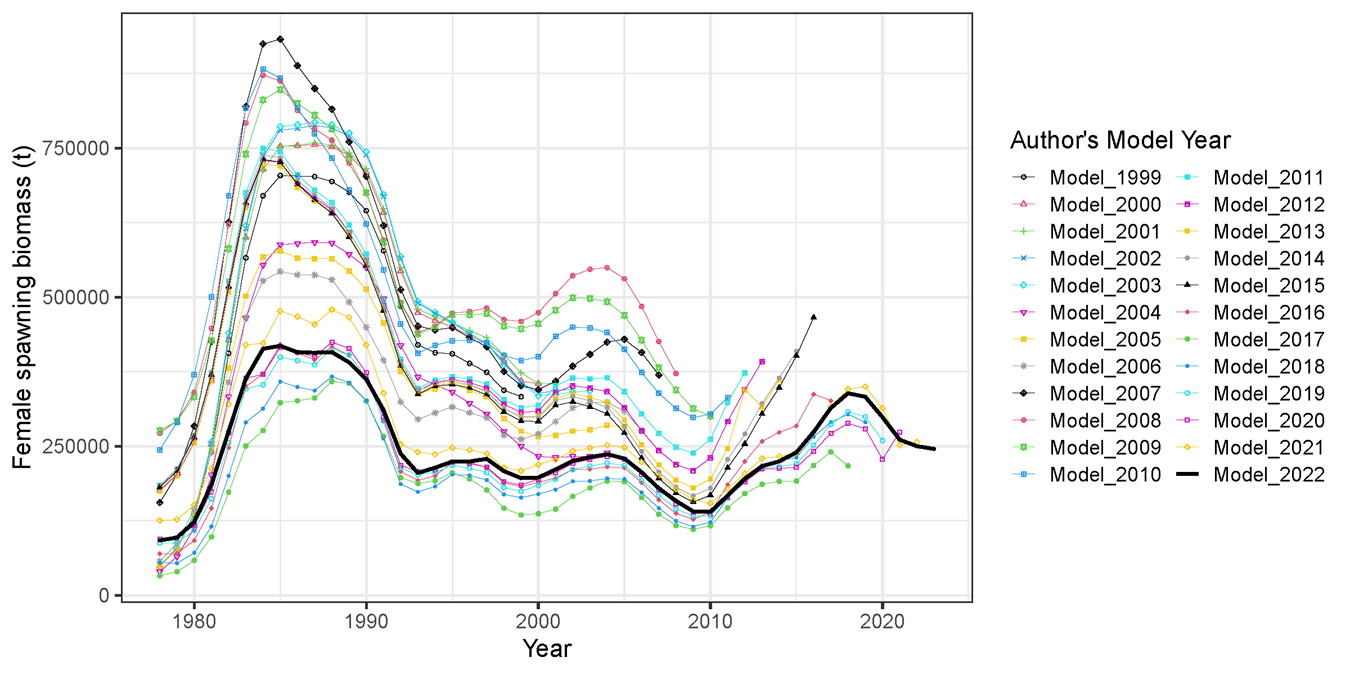 Female spawning biomass (t)
750000
500000
250000
0
1980 1990 2000 2010 2020
Year
Author's Model Year
Model_1999 Model_2011
Model_2000 Model_2012
Model_2001 Model_2013
Model_2002 Model_2014
Model_2003 Model_2015
Model_2004 Model_2016
Model_2005 Model_2017
Model_2006 Model_2018
Model_2007 Model_2019
Model_2008 Model_2020
Model_2009 Model_2021
Model_2010 Model_2022